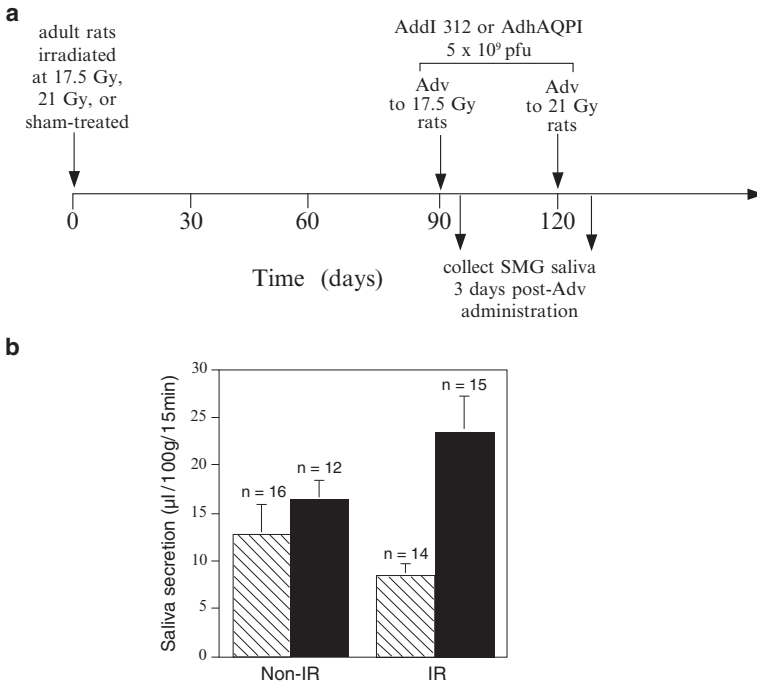 a
adult rats
irradiated
at 17.5 Gy,
21 Gy, or
sham-treated
AddI 312 or AdhAQPI
5 x 10⁹ pfu
Adv
to 17.5 Gy
rats
Adv
to 21 Gy
rats
0
30
60
90
120
Time (days)
collect SMG saliva
3 days post-Adv
administration
b
Saliva secretion (µl/100g/15min)
30
25
20
15
10
5
0
n = 16
n = 12
n = 14
n = 15
Non-IR
IR